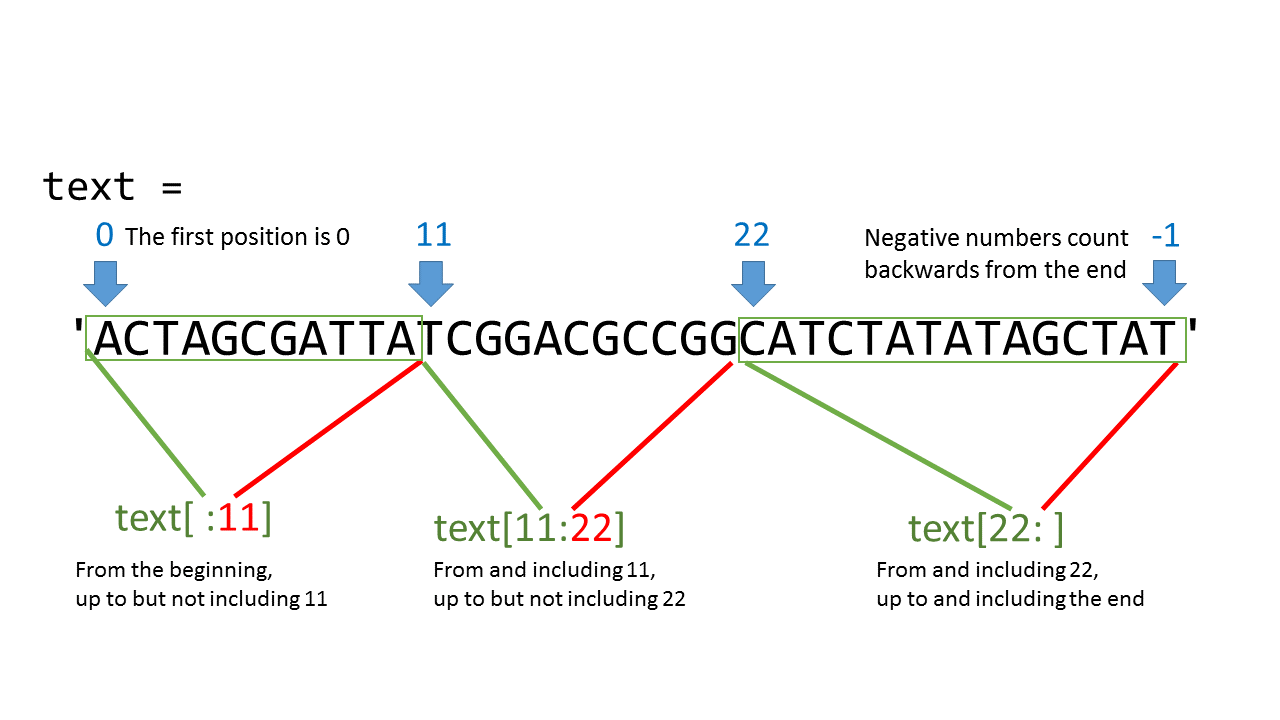 text =
0 The first position is 0 11 22 Negative numbers count -1
backwards from the end
'ACTAGCGATTATCGGACGCCGGCATCTATATAGCTAT'
text[ :11] text[11:22] text[22: ]
From the beginning,
up to but not including 11
From and including 11,
up to but not including 22
From and including 22,
up to and including the end